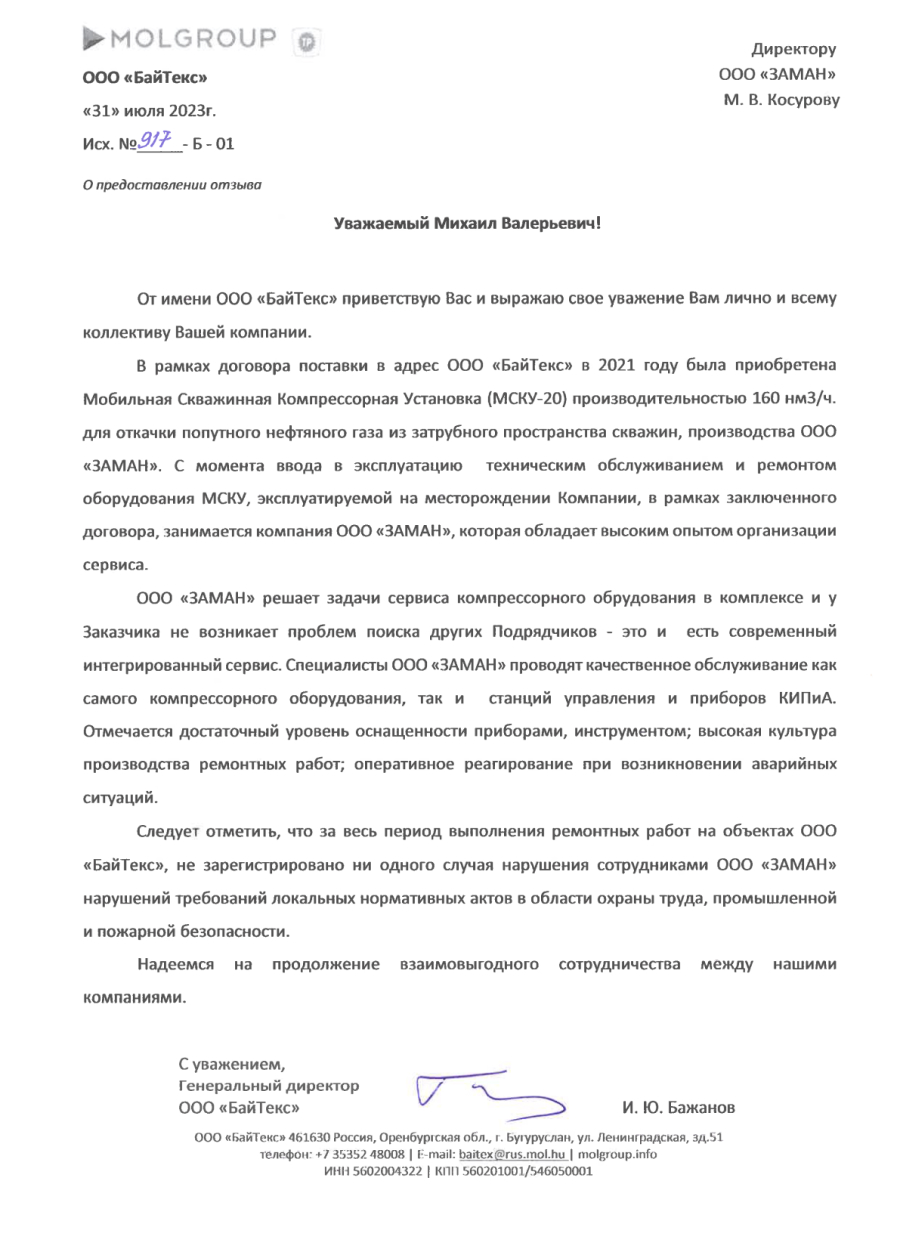 MOLGROUP TP
ООО «БайТекс»
«31» июля 2023г.
Исх. №917- Б - 01
Директору
ООО «ЗАМАН»
М. В. Косурову
О предоставлении отзыва
Уважаемый Михаил Валерьевич!
От имени ООО «БайТекс» приветствую Вас и выражаю свое уважение Вам лично и всему
коллективу Вашей компании.
В рамках договора поставки в адрес ООО «БайТекс» в 2021 году была приобретена
Мобильная Скважинная Компрессорная Установка (МСКУ-20) производительностью 160 нм3/ч.
для откачки попутного нефтяного газа из затрубного пространства скважин, производства ООО
«ЗАМАН». С момента ввода в эксплуатацию техническим обслуживанием и ремонтом
оборудования МСКУ, эксплуатируемой на месторождении Компании, в рамках заключенного
договора, занимается компания ООО «ЗАМАН», которая обладает высоким опытом организации
сервиса.
ООО «ЗАМАН» решает задачи сервиса компрессорного обрудования в комплексе и у
Заказчика не возникает проблем поиска других Подрядчиков - это и есть современный
интегрированный сервис. Специалисты ООО «ЗАМАН» проводят качественное обслуживание как
самого компрессорного оборудования, так и станций управления и приборов КИПиА.
Отмечается достаточный уровень оснащенности приборами, инструментом; высокая культура
производства ремонтных работ; оперативное реагирование при возникновении аварийных
ситуаций.
Следует отметить, что за весь период выполнения ремонтных работ на объектах ООО
«БайТекс», не зарегистрировано ни одного случая нарушения сотрудниками ООО «ЗАМАН»
нарушений требований локальных нормативных актов в области охраны труда, промышленной
и пожарной безопасности.
Надеемся на продолжение взаимовыгодного сотрудничества между нашими
компаниями.
С уважением,
Генеральный директор
ООО «БайТекс»
И. Ю. Бажанов
ООО «БайТекс» 461630 Россия, Оренбургская обл., г. Бугуруслан, ул. Ленинградская, зд.51
телефон: +7 35352 48008 | E-mail: baitex@rus.mol.hu | molgroup.info
ИНН 5602004322 | КПП 560201001/546050001